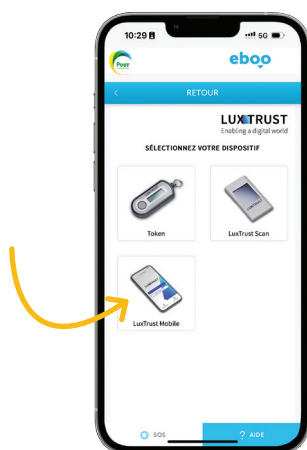 10:29
5G
POST
eboo
RETOUR
LUXTRUST
Enabling a digital world
SÉLECTIONNEZ VOTRE DISPOSITIF
Token
LuxTrust Scan
LuxTrust Mobile
SOS
? AIDE